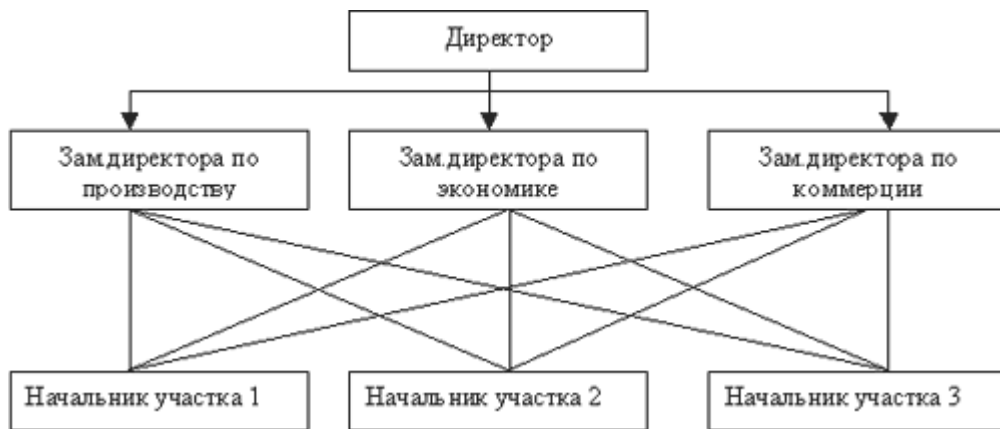 Директор
Зам.директора по
производству
Зам.директора по
экономике
Зам.директора по
коммерции
Начальник участка 1
Начальник участка 2
Начальник участка 3